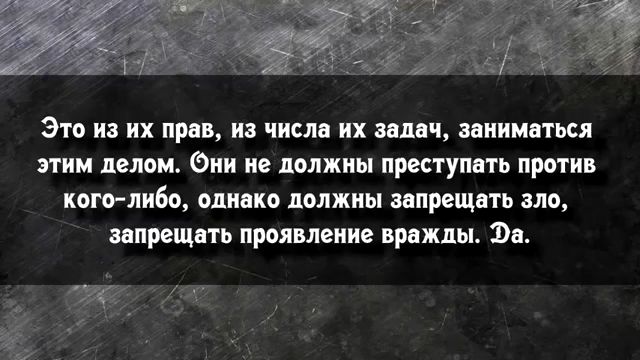 Это из их прав, из числа их задач, заниматься
этим делом. Они не должны преступать против
кого-либо, однако должны запрещать зло,
запрещать проявление вражды. Да.